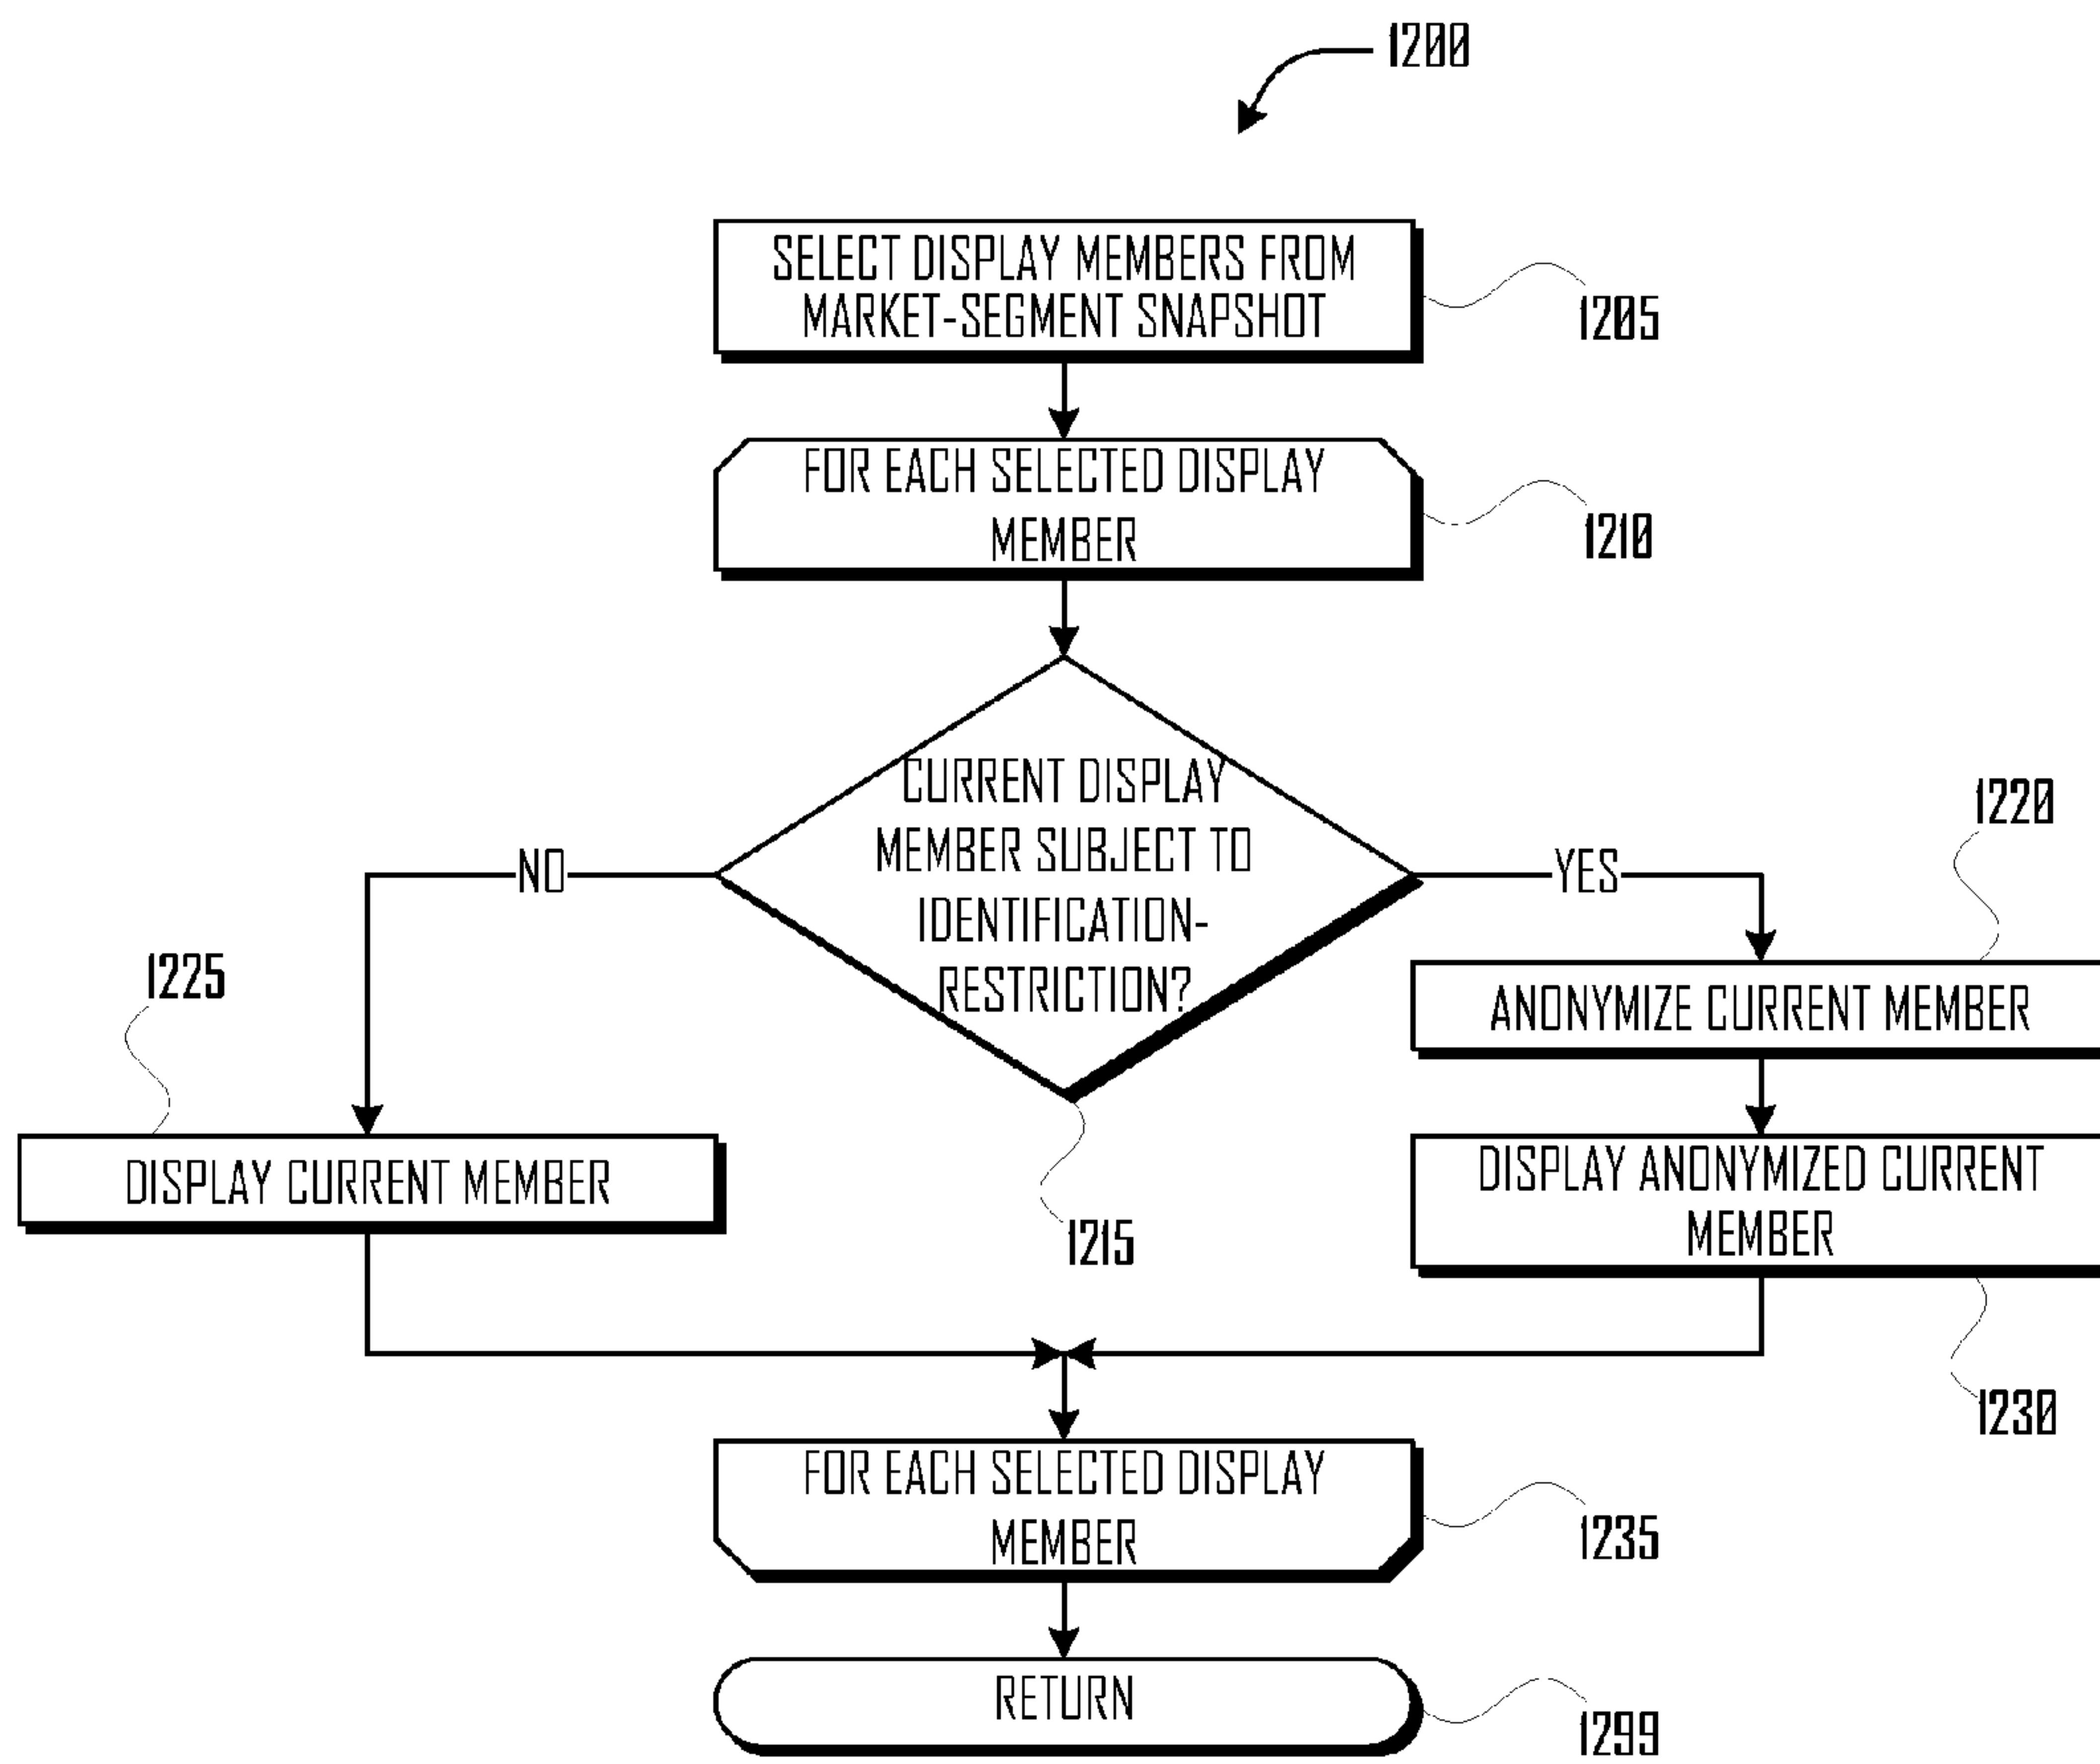 1200
SELECT DISPLAY MEMBERS FROM
MARKET-SEGMENT SNAPSHOT
1205
FOR EACH SELECTED DISPLAY
MEMBER
1210
CURRENT DISPLAY
MEMBER SUBJECT TO
IDENTIFICATION-
RESTRICTION?
1215
NO
YES
1220
ANONYMIZE CURRENT MEMBER
1225
DISPLAY CURRENT MEMBER
DISPLAY ANONYMIZED CURRENT
MEMBER
1230
FOR EACH SELECTED DISPLAY
MEMBER
1235
RETURN
1299